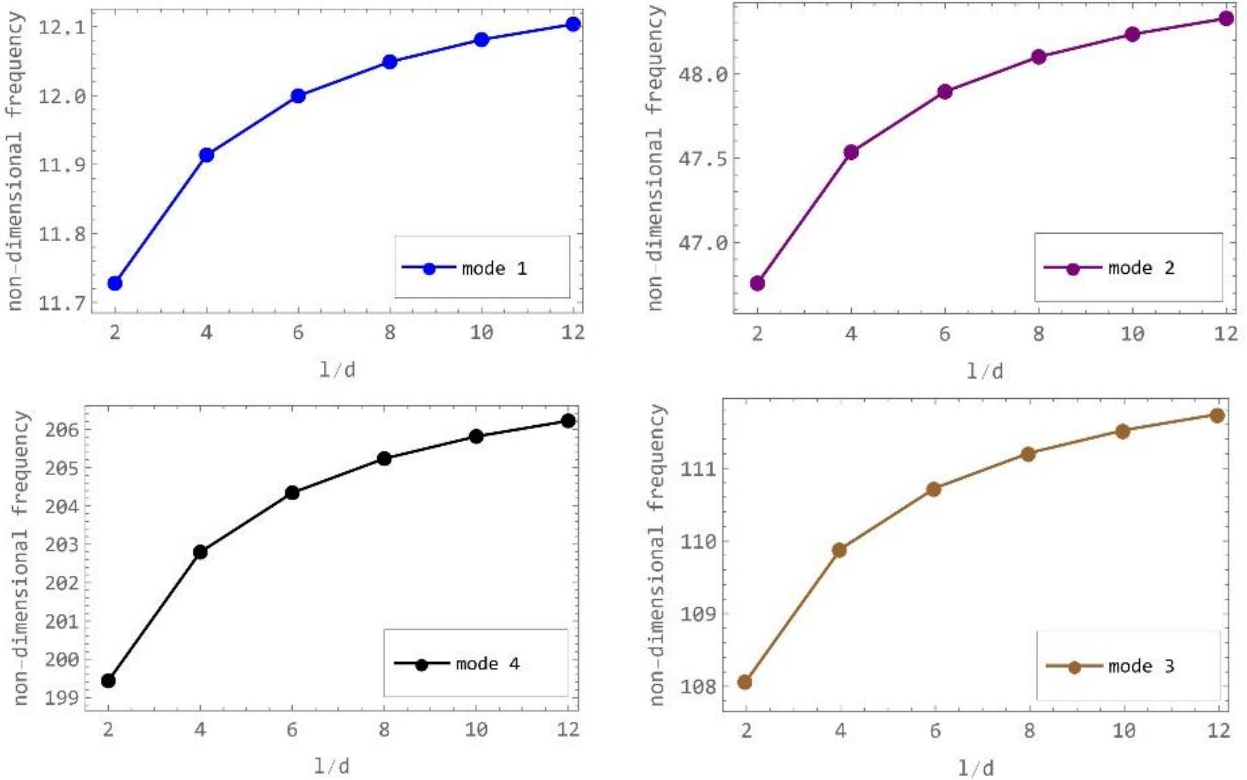 non-dimensional frequency
12.1
12.0
11.9
11.8
11.7
mode 1
2 4 6 8 10 12
l/d
non-dimensional frequency
48.0
47.5
47.0
mode 2
2 4 6 8 10 12
l/d
non-dimensional frequency
206
205
204
203
202
201
200
199
mode 4
2 4 6 8 10 12
l/d
non-dimensional frequency
111
110
109
108
mode 3
2 4 6 8 10 12
l/d